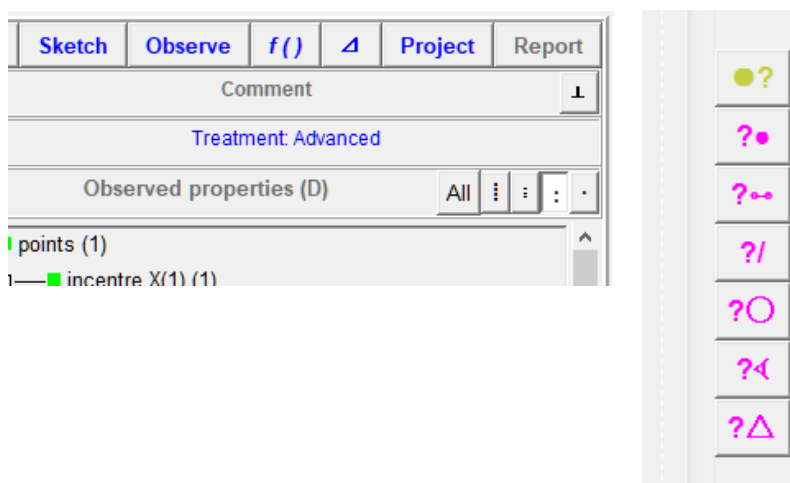 Sketch Observe f() ⊿ Project Report
Comment
Treatment: Advanced
Observed properties (D) All
points (1)
incentre X(1) (1)
●?
?●
?
?/
?○
?∢
?△